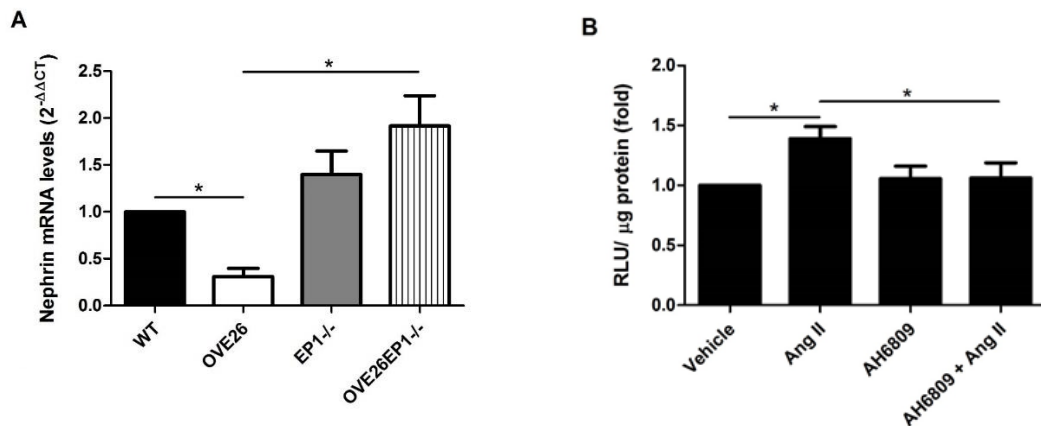 A
Nephrin mRNA levels (2-ΔΔCT)
2.5
2.0
1.5
1.0
0.5
0.0
*
*
WT
OVE26
EP1-/-
OVE26EP1-/-
B
RLU/ μg protein (fold)
2.0
1.5
1.0
0.5
0.0
*
*
Vehicle
Ang II
AH6809
AH6809 + Ang II